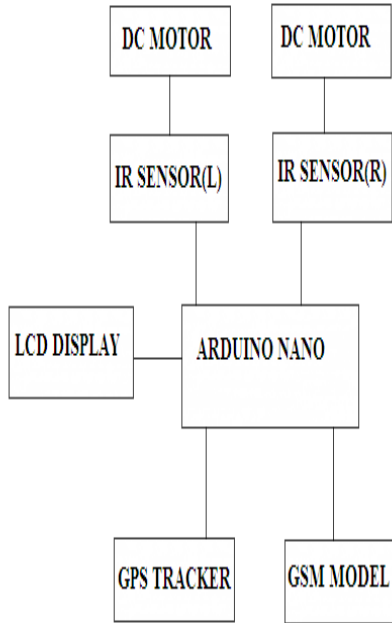 DC MOTOR
DC MOTOR
IR SENSOR(L)
IR SENSOR(R)
LCD DISPLAY
ARDUINO NANO
GPS TRACKER
GSM MODEL